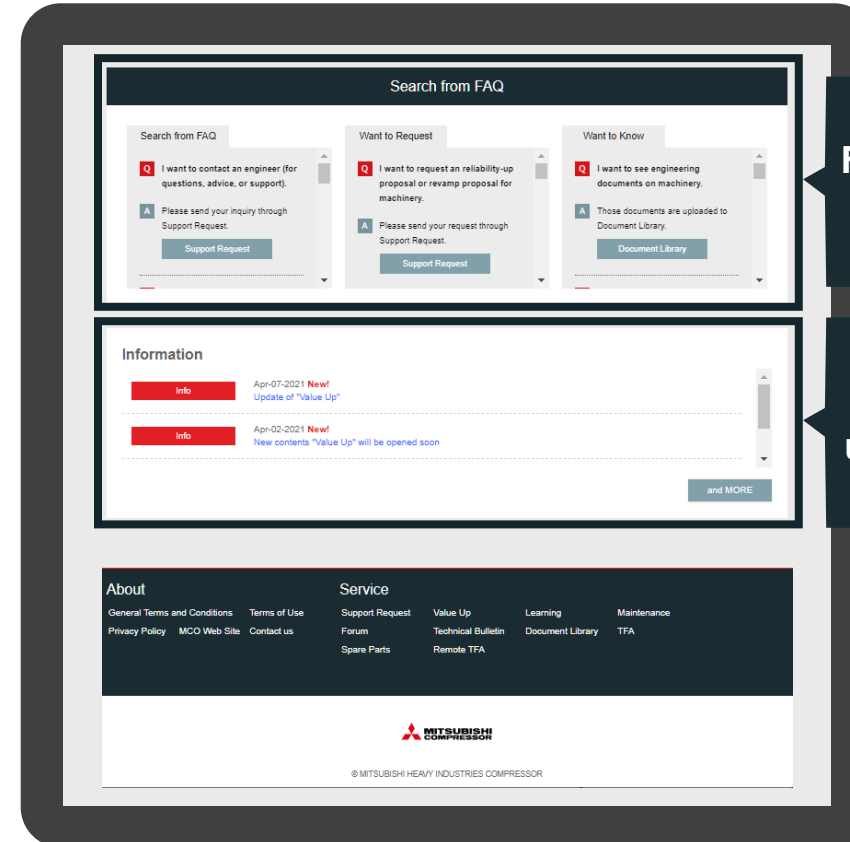 Search from FAQ
Search from FAQ
Q I want to contact an engineer (for
questions, advice, or support).
A Please send your inquiry through
Support Request.
Support Request
Want to Request
Q I want to request an reliability-up
proposal or revamp proposal for
machinery.
A Please send your request through
Support Request.
Support Request
Want to Know
Q I want to see engineering
documents on machinery.
A Those documents are uploaded to
Document Library.
Document Library
Information
Info Apr-07-2021 New!
Update of "Value Up"
Info Apr-02-2021 New!
New contents "Value Up" will be opened soon
and MORE
About
General Terms and Conditions Terms of Use
Privacy Policy MCO Web Site Contact us
Service
Support Request Value Up Learning Maintenance
Forum Technical Bulletin Document Library TFA
Spare Parts Remote TFA
MITSUBISHI
COMPRESSOR
© MITSUBISHI HEAVY INDUSTRIES COMPRESSOR